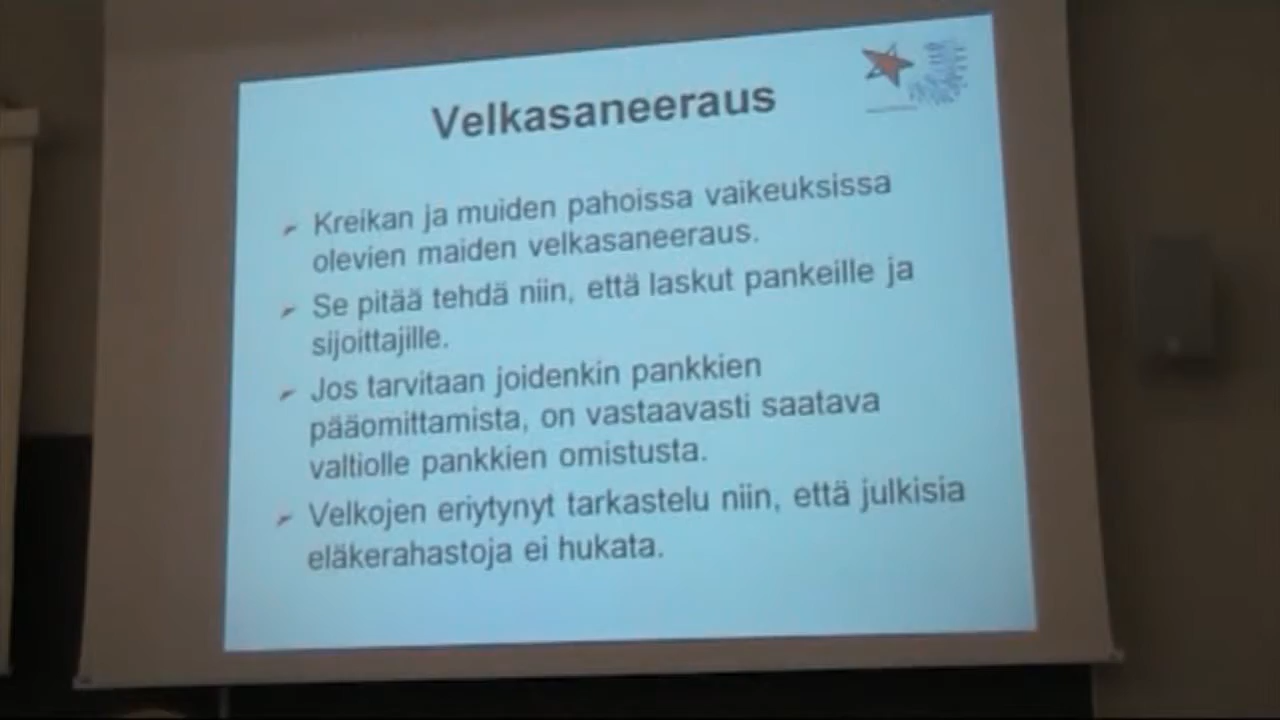 Velkasaneeraus
Kreikan ja muiden pahoissa vaikeuksissa
olevien maiden velkasaneeraus.
Se pitää tehdä niin, että laskut pankeille ja
sijoittajille.
Jos tarvitaan joidenkin pankkien
pääomittamista, on vastaavasti saatava
valtiolle pankkien omistusta.
Velkojen eriytynyt tarkastelu niin, että julkisia
eläkerahastoja ei hukata.